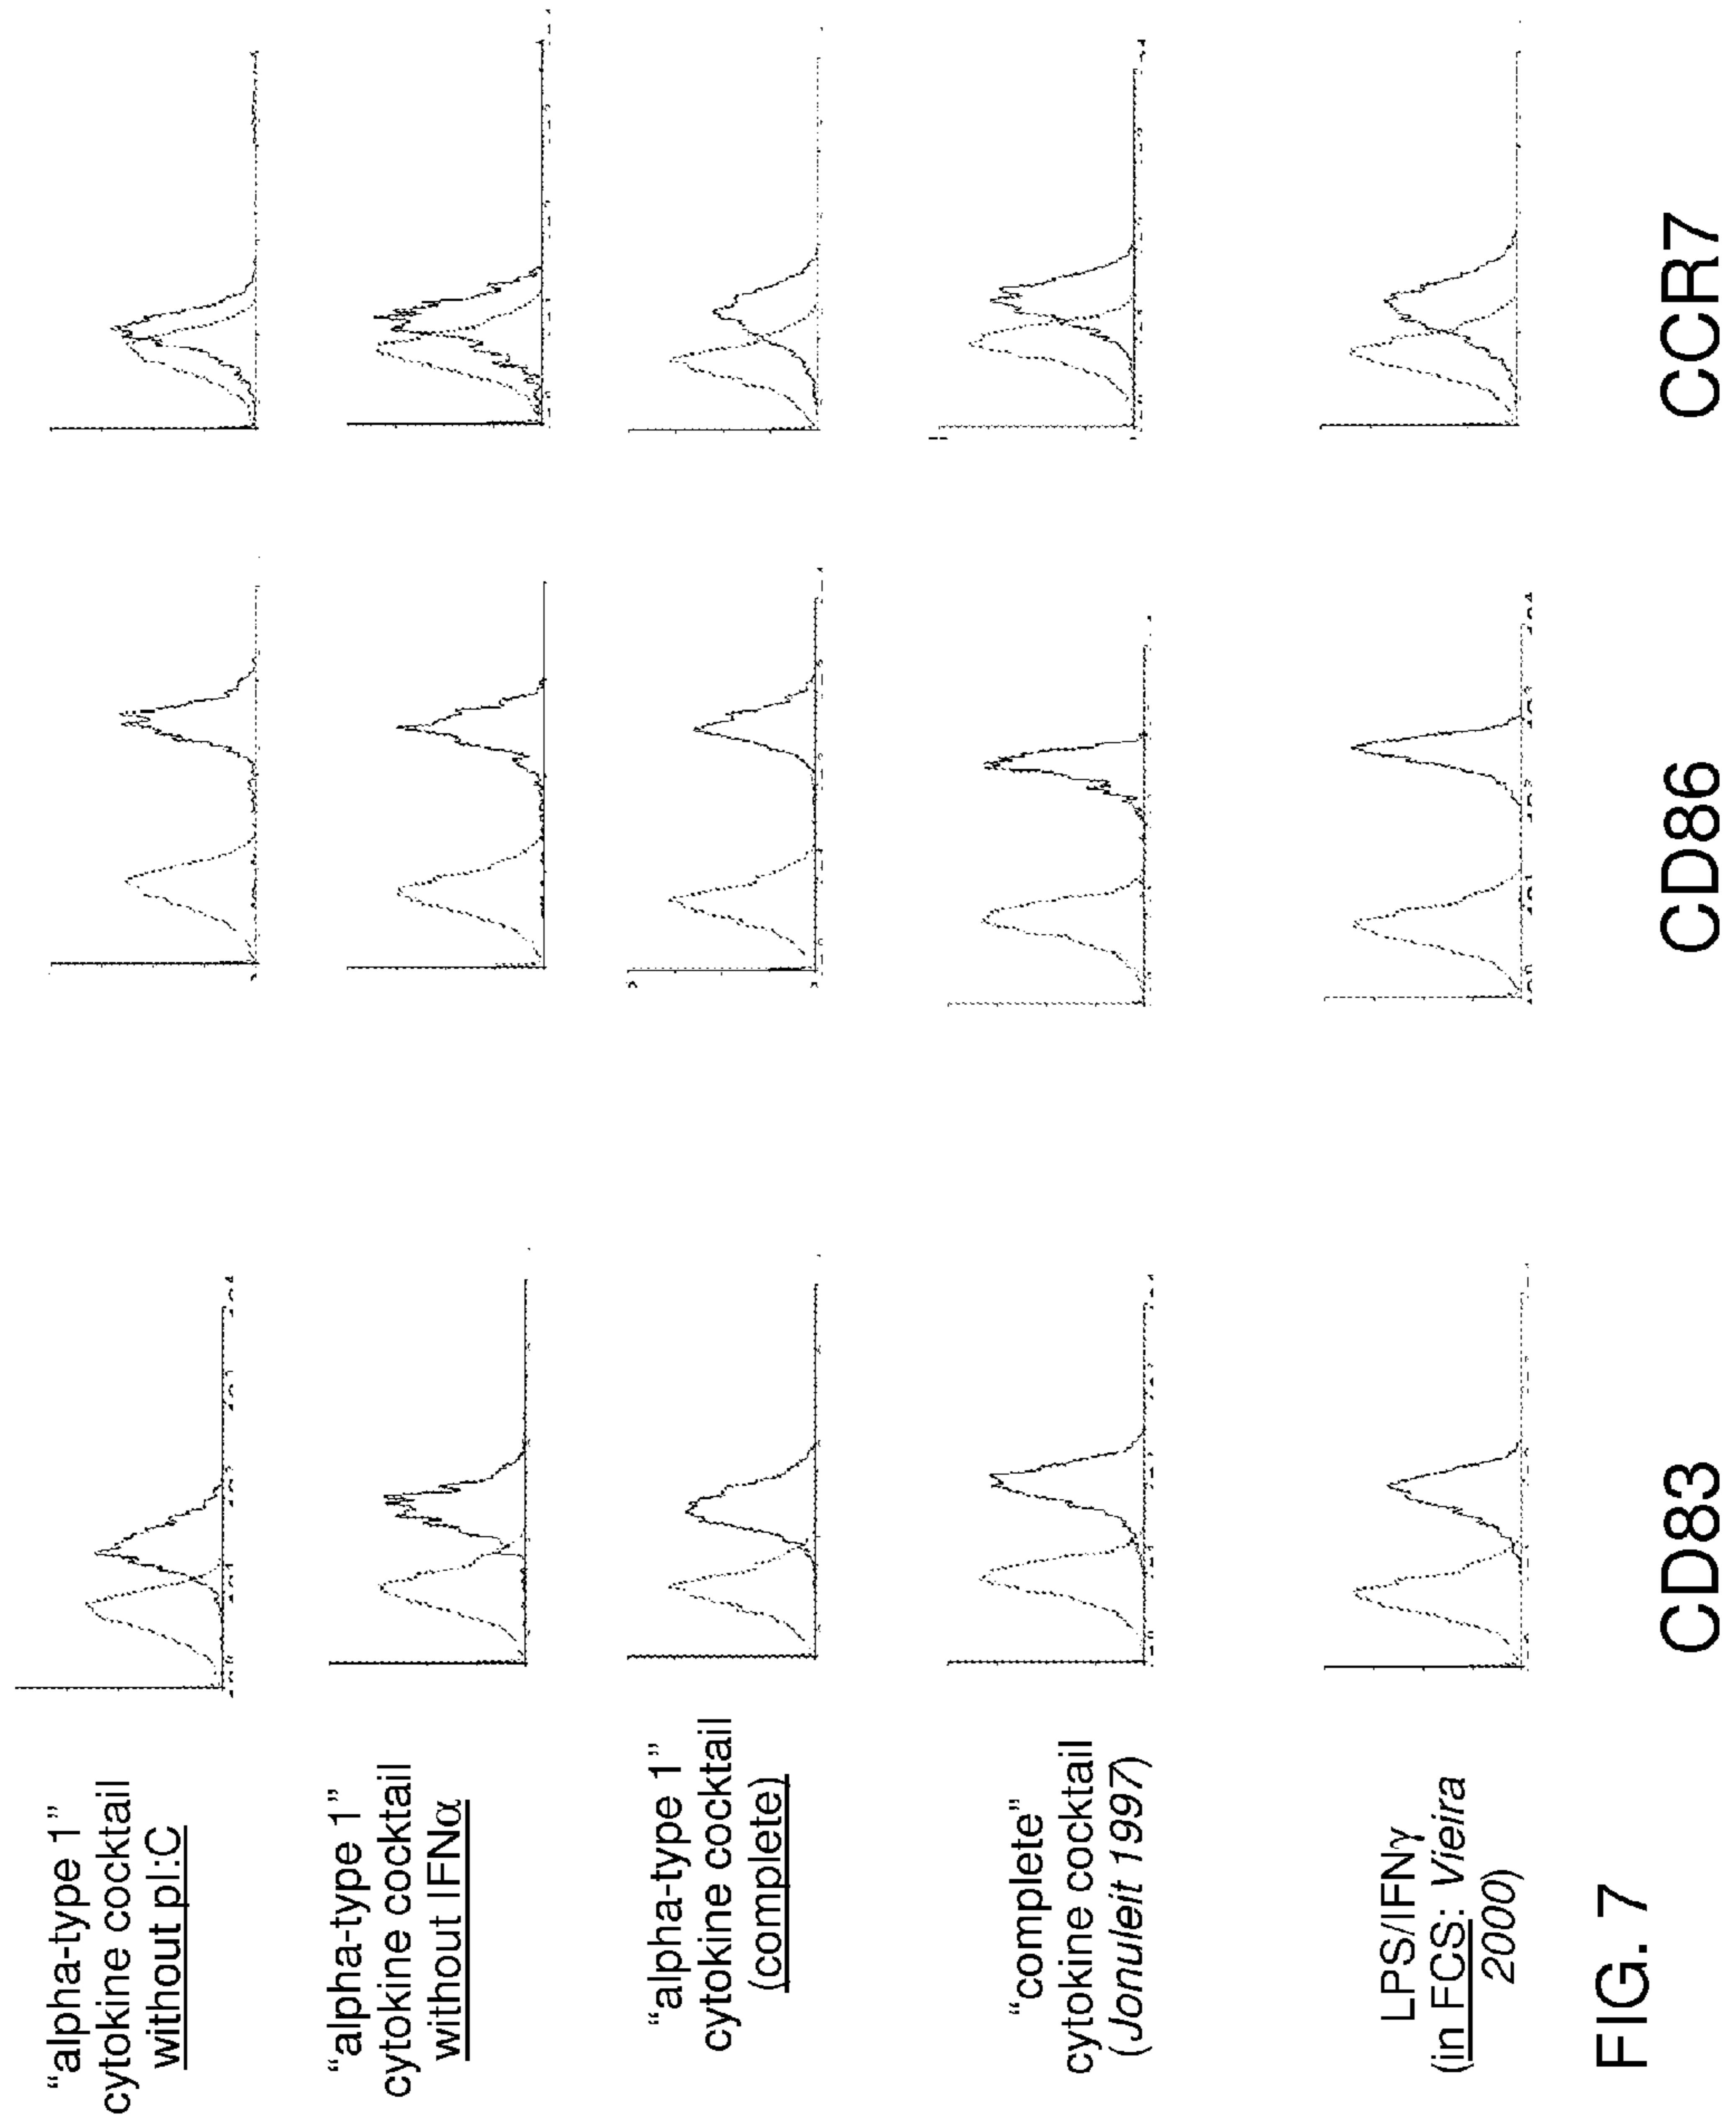 “alpha-type 1”
cytokine cocktail
without pI:C
“alpha-type 1”
cytokine cocktail
without IFNα
“alpha-type 1”
cytokine cocktail
(complete)
“complete”
cytokine cocktail
(Jonuleit 1997)
LPS/IFNγ
(in FCS: Vieira
2000)
CD83
CD86
CCR7
FIG. 7